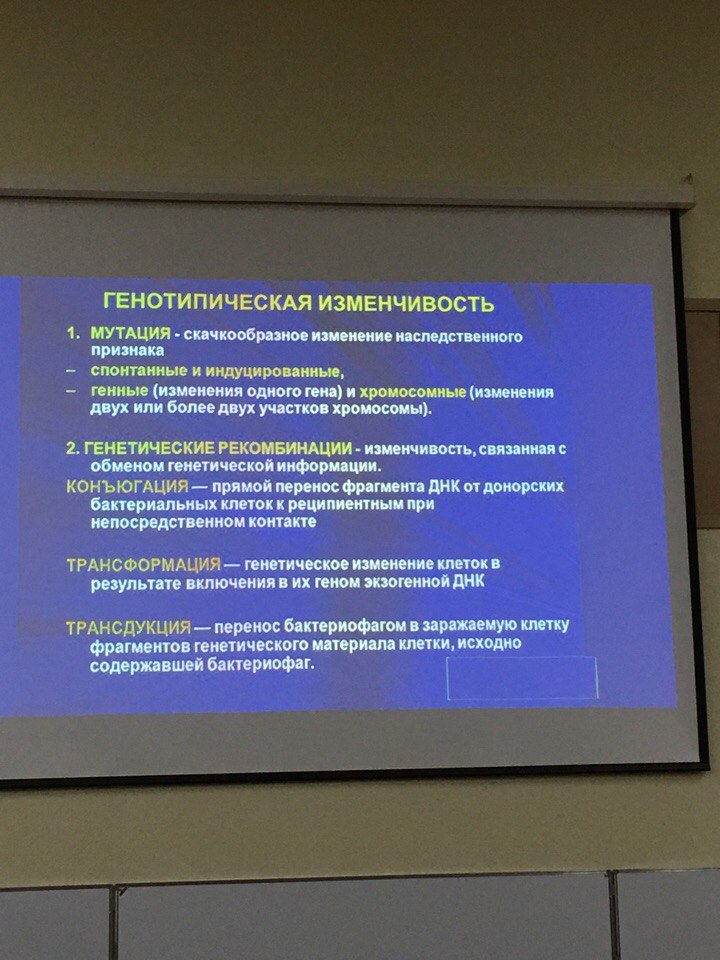 ГЕНОТИПИЧЕСКАЯ ИЗМЕНЧИВОСТЬ
1. МУТАЦИЯ - скачкообразное изменение наследственного
признака
– спонтанные и индуцированные,
– генные (изменения одного гена) и хромосомные (изменения
двух или более двух участков хромосомы).
2. ГЕНЕТИЧЕСКИЕ РЕКОМБИНАЦИИ - изменчивость, связанная с
обменом генетической информации.
КОНЪЮГАЦИЯ — прямой перенос фрагмента ДНК от донорских
бактериальных клеток к реципиентным при
непосредственном контакте
ТРАНСФОРМАЦИЯ — генетическое изменение клеток в
результате включения в их геном экзогенной ДНК
ТРАНСДУКЦИЯ — перенос бактериофагом в заражаемую клетку
фрагментов генетического материала клетки, исходно
содержавшей бактериофаг.